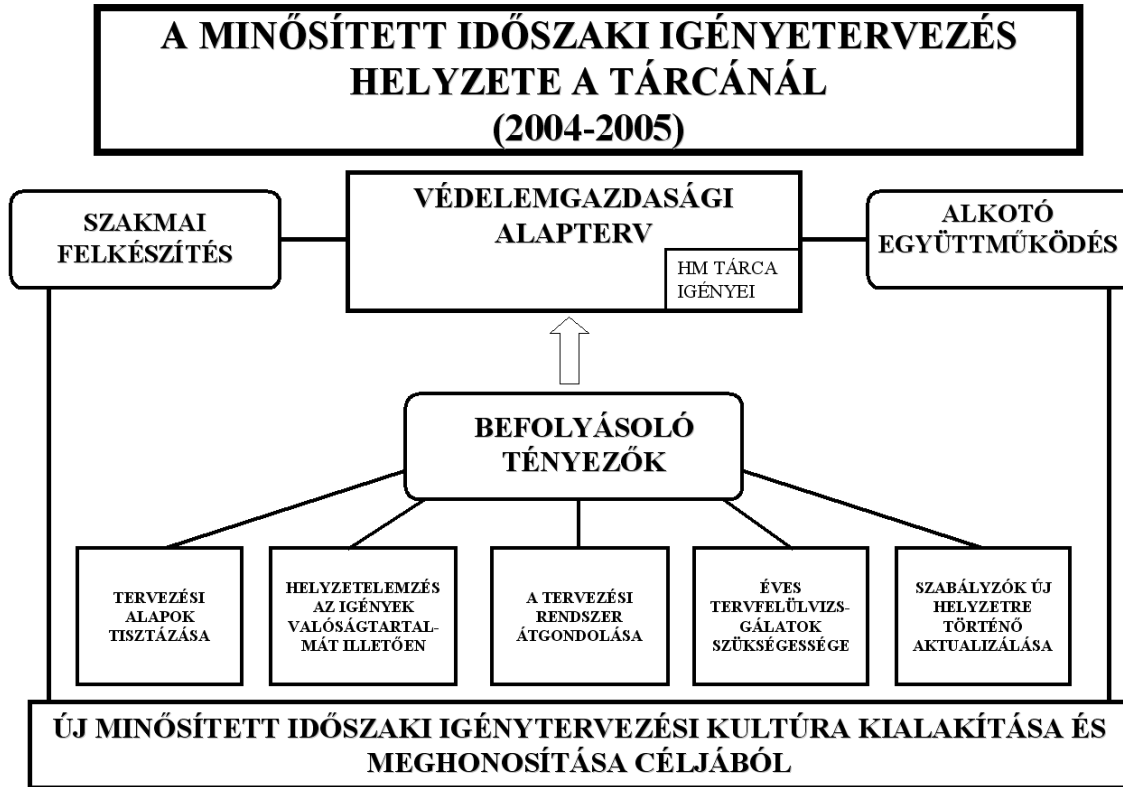 A MINŐSÍTETT IDŐSZAKI IGÉNYETERVEZÉS
HELYZETE A TÁRCÁNÁL
(2004-2005)
SZAKMAI
FELKÉSZÍTÉS
VÉDELEMGAZDASÁGI
ALAPTERV
HM TÁRCA
IGÉNYEI
ALKOTÓ
EGYÜTTMŰKÖDÉS
BEFOLYÁSOLÓ
TÉNYEZŐK
TERVEZÉSI
ALAPOK
TISZTÁZÁSA
HELYZETELEMZÉS
AZ IGÉNYEK
VALÓSÁGTARTAL-
MÁT ILLETŐEN
A TERVEZÉSI
RENDSZER
ÁTGONDOLÁSA
ÉVES
TERVFELÜLVIZS-
GÁLATOK
SZÜKSÉGESSÉGE
SZABÁLYZÓK ÚJ
HELYZETRE
TÖRTÉNŐ
AKTUALIZÁLÁSA
ÚJ MINŐSÍTETT IDŐSZAKI IGÉNYTERVEZÉSI KULTÚRA KIALAKÍTÁSA ÉS
MEGHONOSÍTÁSA CÉLJÁBÓL